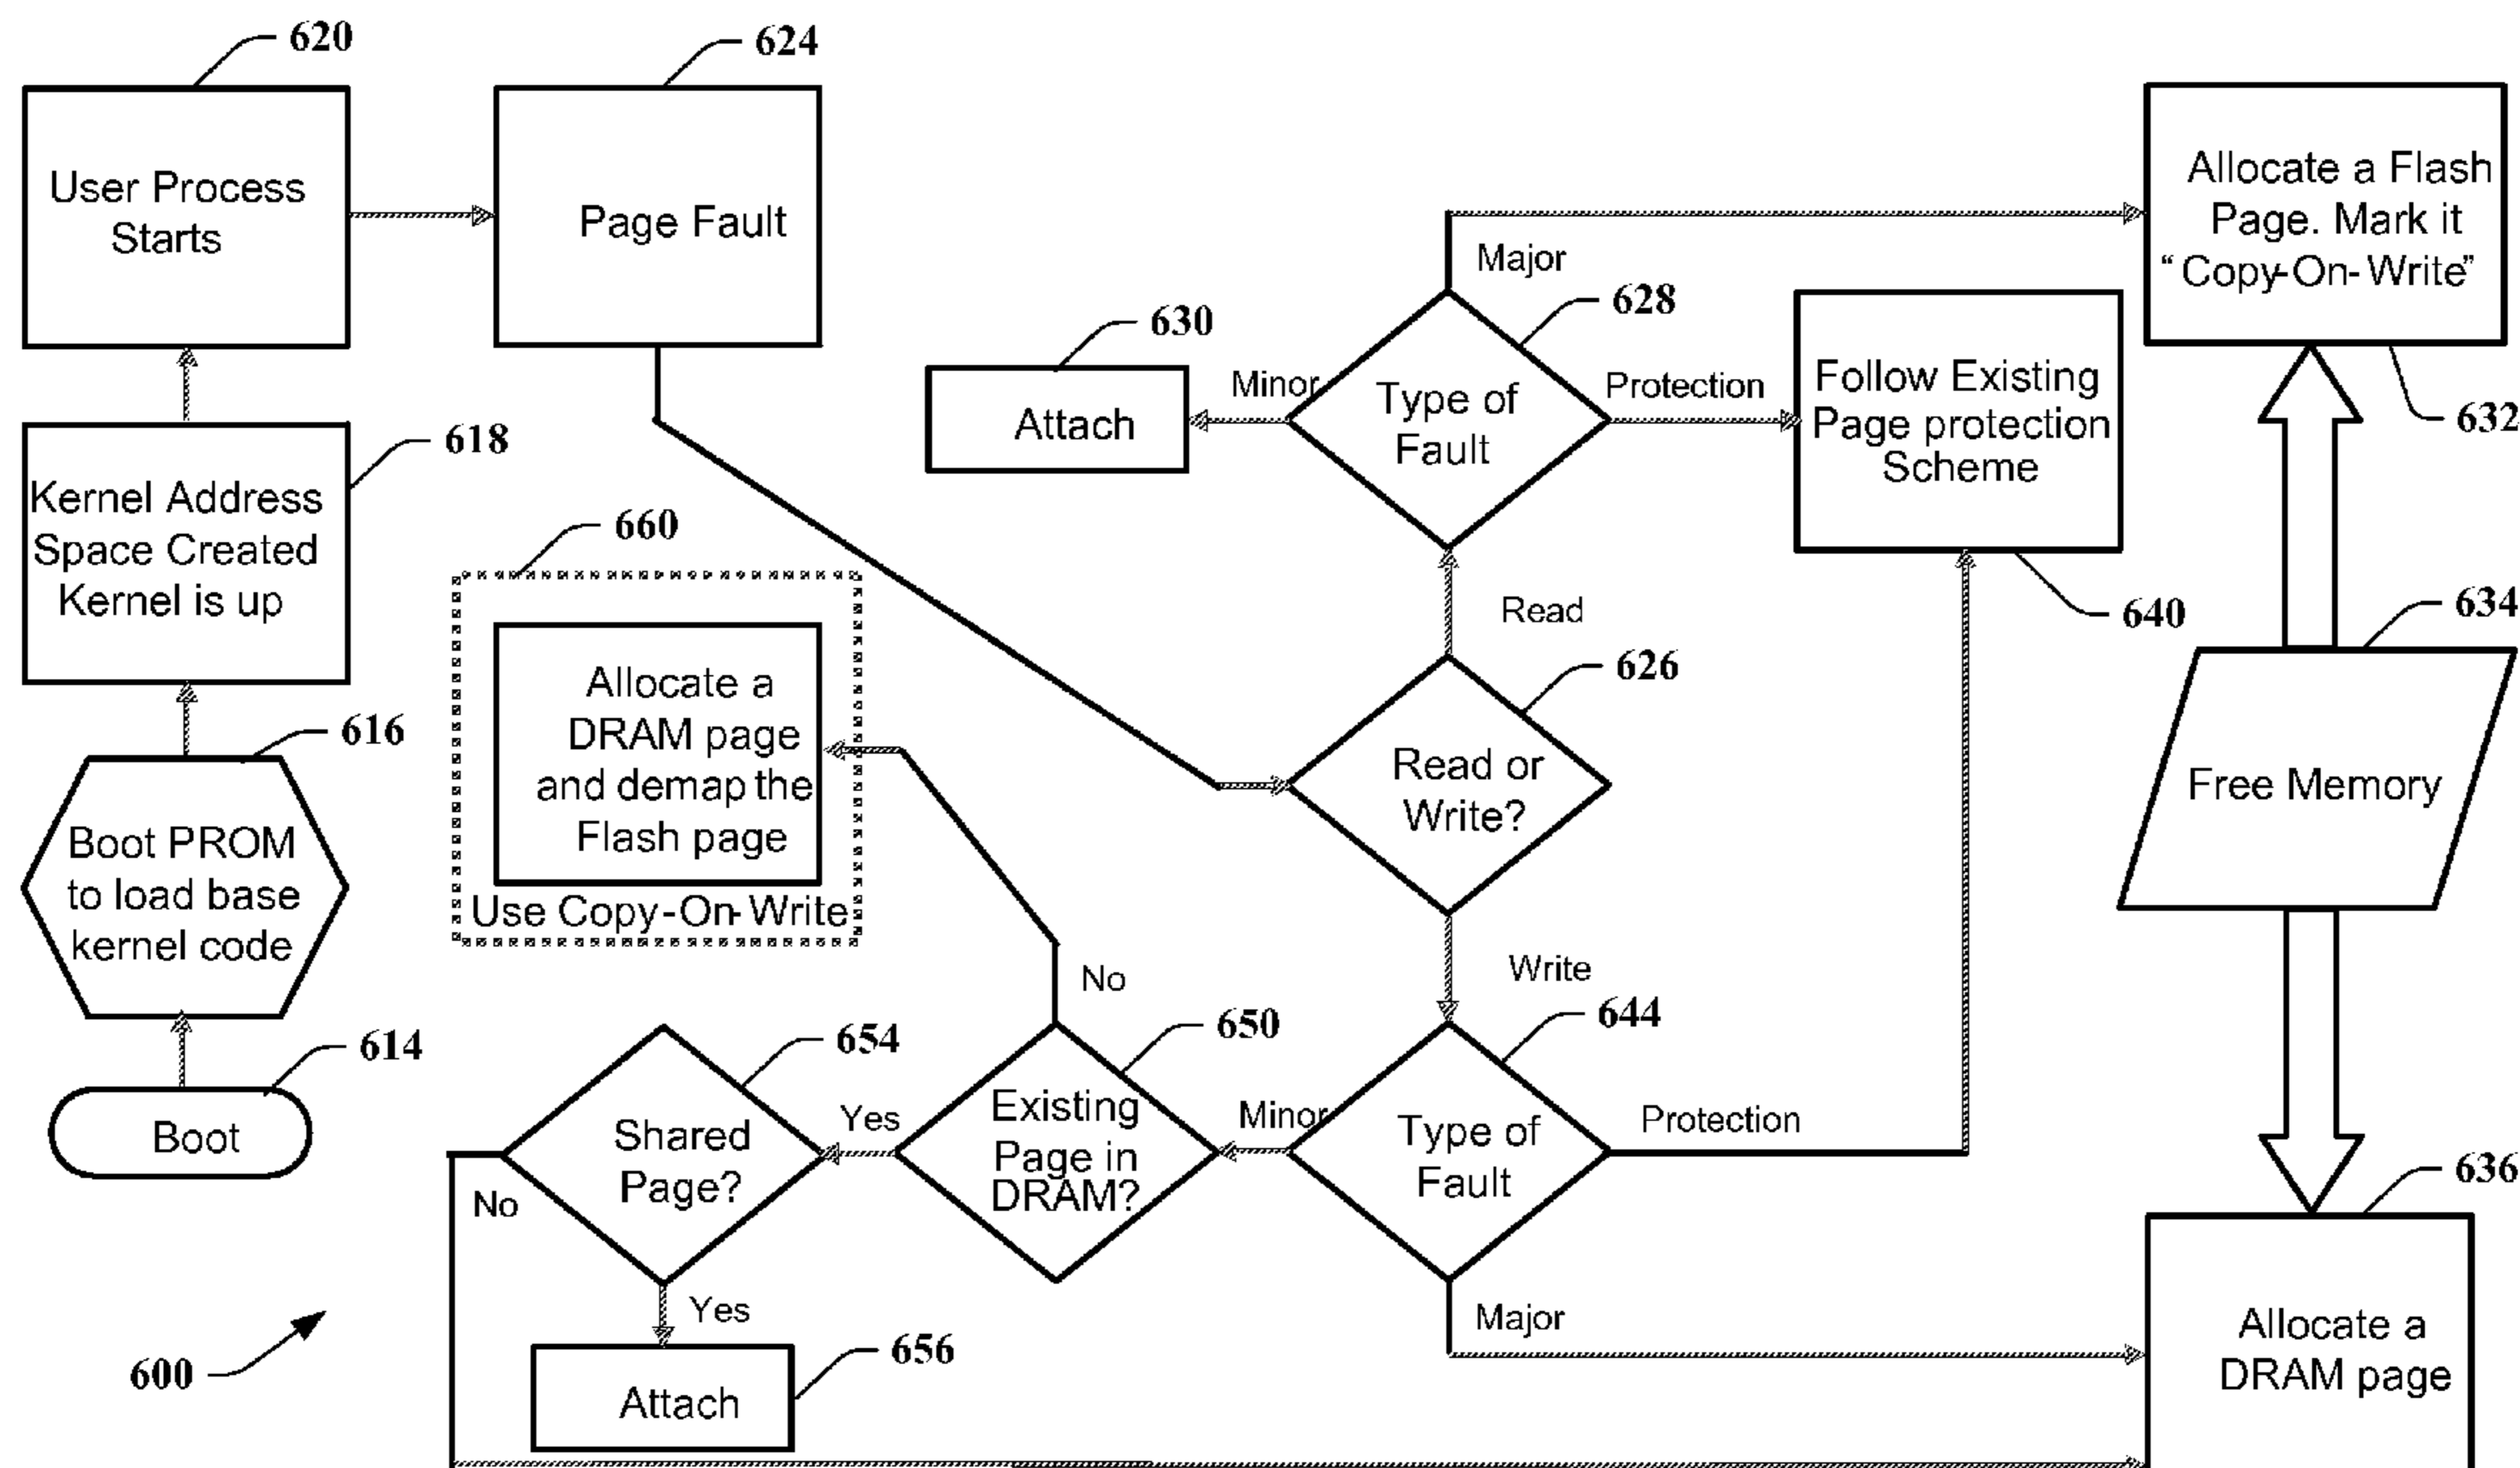 620
User Process
Starts
624
Page Fault
618
Kernel Address
Space Created
Kernel is up
616
Boot PROM
to load base
kernel code
614
Boot
600
660
Allocate a
DRAM page
and demap the
Flash page
Use Copy-On-Write
630
Attach
Minor
Major
628
Type of
Fault
Protection
Follow Existing
Page protection
Scheme
640
Allocate a Flash
Page. Mark it
“Copy-On-Write”
632
Read
626
Read or
Write?
Write
634
Free Memory
644
Type of
Fault
Protection
Minor
Major
No
650
Existing
Page in
DRAM?
Yes
654
Shared
Page?
No
Yes
656
Attach
636
Allocate a
DRAM page